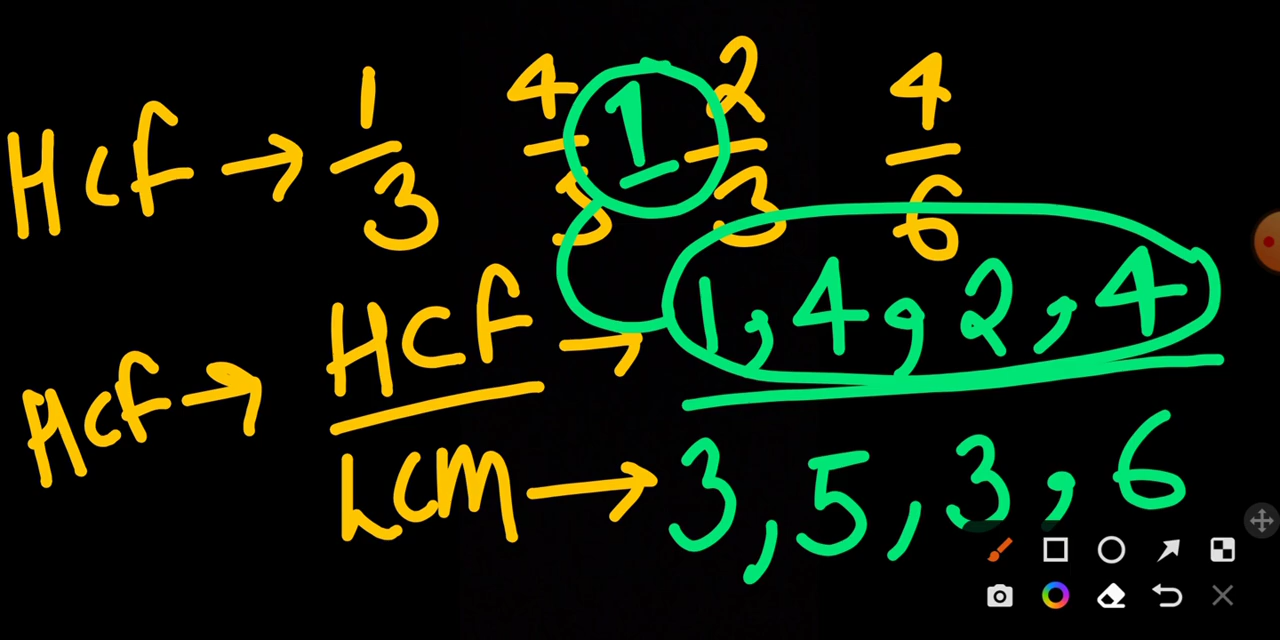 HCF → 1/3 4/5 1 2/3 4/6
HCF → HCF/LCM → 1,4,2,4
→ 3,5,3,6